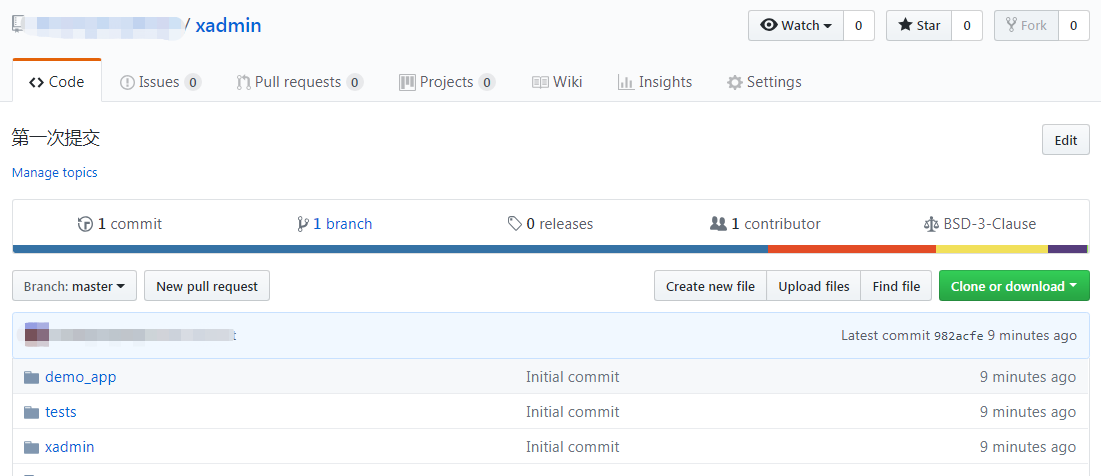 / xadmin Watch 0 Star 0 Fork 0
Code Issues 0 Pull requests 0 Projects 0 Wiki Insights Settings
第一次提交 Edit
Manage topics
1 commit 1 branch 0 releases 1 contributor BSD-3-Clause
Branch: master New pull request Create new file Upload files Find file Clone or download
Latest commit 982acfe 9 minutes ago
demo_app Initial commit 9 minutes ago
tests Initial commit 9 minutes ago
xadmin Initial commit 9 minutes ago